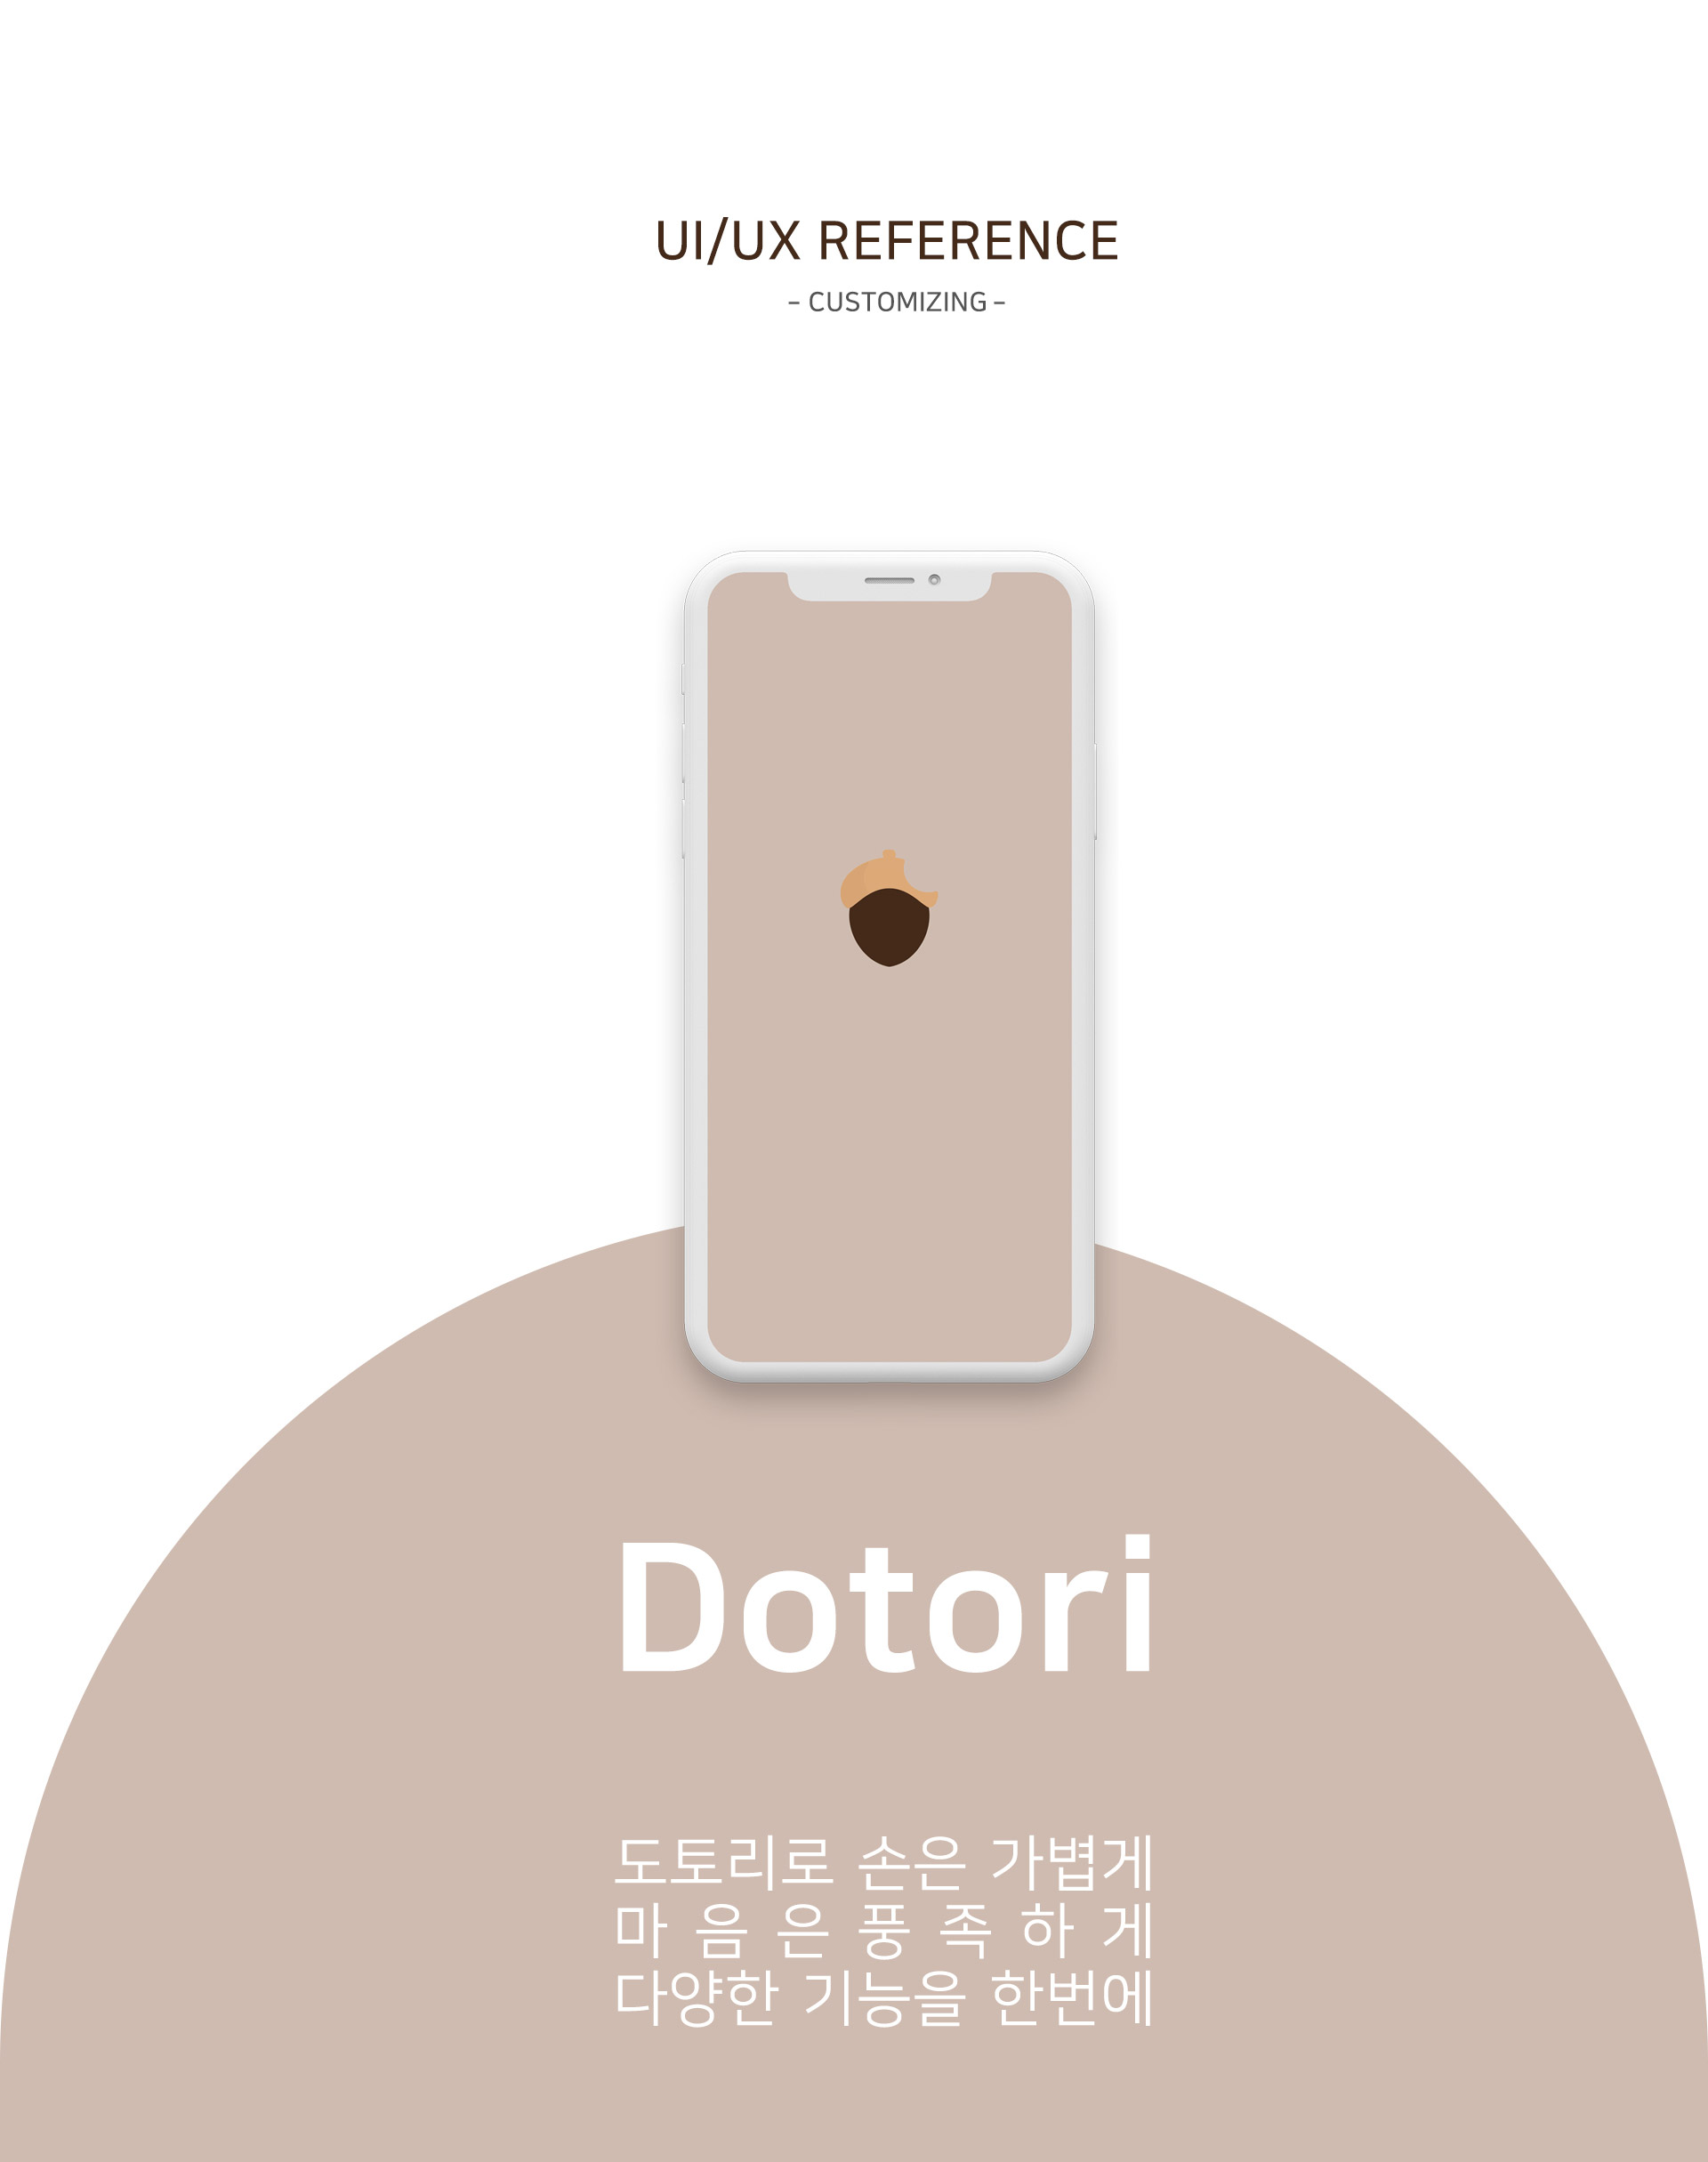 UI/UX REFERENCE
– CUSTOMIZING –
Dotori
도토리로 손은 가볍게
마 음 은 풍 족 하 게
다양한 기능을 한번에